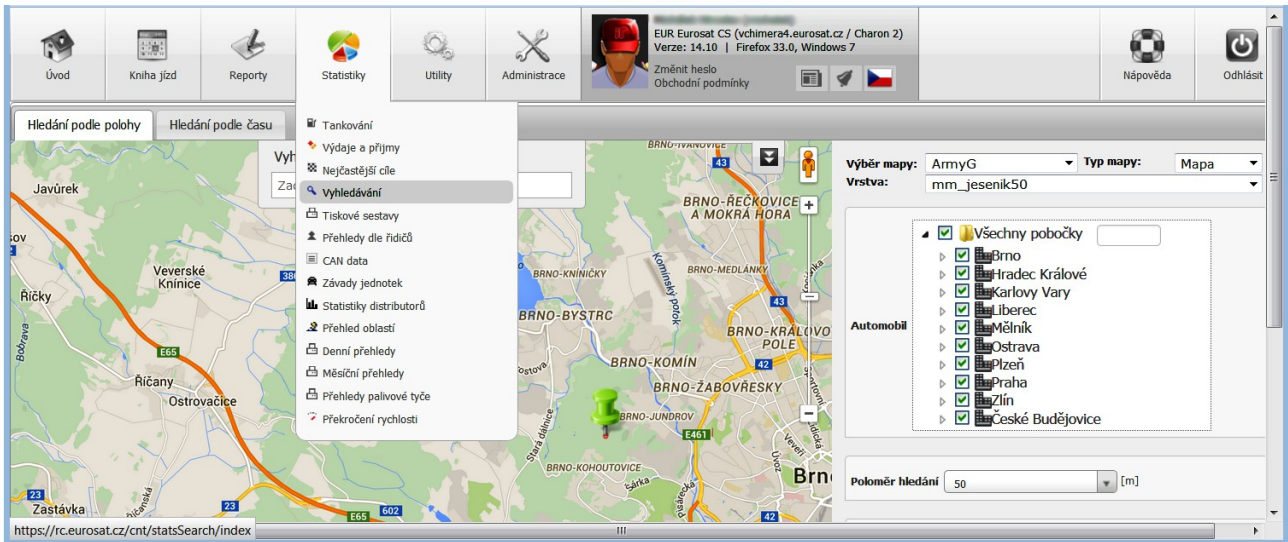 Úvod
Kniha jízd
Reporty
Statistiky
Utility
Administrace
EUR Eurosat CS (vchimera4.eurosat.cz / Charon 2)
Verze: 14.10 | Firefox 33.0, Windows 7
Změnit heslo
Obchodní podmínky
Nápověda
Odhlásit
Hledání podle polohy
Hledání podle času
Tankování
Výdaje a příjmy
Nejčastější cíle
Vyhledávání
Tiskové sestavy
Přehledy dle řidičů
CAN data
Závady jednotek
Statistiky distributorů
Přehled oblastí
Denní přehledy
Měsíční přehledy
Přehledy palivové tyče
Překročení rychlosti
Javůrek
Veverské
Knínice
Říčky
Bobrava
E65
Říčany
Ostrovačice
23
Zastávka
23
E65
602
BRNO-IVANOVICE
43
BRNO-ŘEČKOVICE
A MOKRÁ HORA
BRNO-KNÍNIČKY
Komínský potok
BRNO-MEDLÁNKY
43
BRNO-BYSTRC
BRNO-KRÁLOVO
POLE
BRNO-KOMÍN
42
BRNO-ŽABOVŘESKY
BRNO-JUNDROV
E461
Stará dálnice
BRNO-KOHOUTOVICE
Úvoz
42
Výběr mapy:
ArmyG
Typ mapy:
Mapa
Vrstva:
mm_jesenik50
Automobil
Všechny pobočky
Brno
Hradec Králové
Karlovy Vary
Liberec
Mělník
Ostrava
Plzeň
Praha
Zlín
České Budějovice
Poloměr hledání
50
[m]
https://rc.eurosat.cz/cnt/statsSearch/index